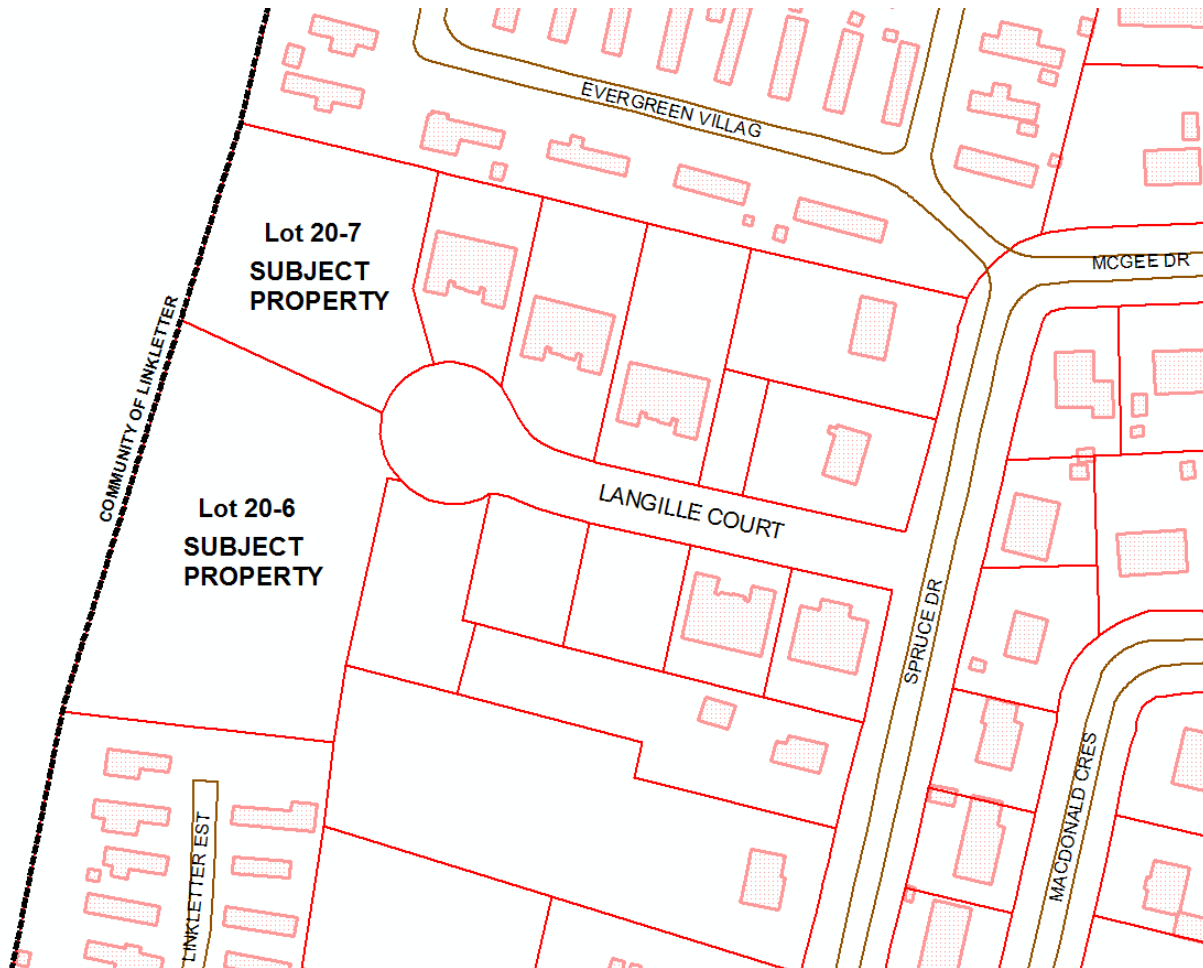 EVERGREEN VILLAG
Lot 20-7
SUBJECT
PROPERTY
MCGEE DR
COMMUNITY OF LINKLETTER
LANGILLE COURT
Lot 20-6
SUBJECT
PROPERTY
SPRUCE DR
MACDONALD CRES
LINKLETTER EST